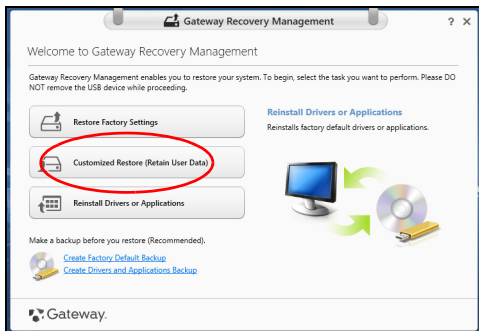 Gateway Recovery Management
? X
Welcome to Gateway Recovery Management
Gateway Recovery Management enables you to restore your system. To begin, select the task you want to perform. Please DO
NOT remove the USB device while proceeding.
Restore Factory Settings
Customized Restore (Retain User Data)
Reinstall Drivers or Applications
Reinstall Drivers or Applications
Reinstalls factory default drivers or applications.
Make a backup before you restore (Recommended).
Create Factory Default Backup
Create Drivers and Applications Backup
Gateway.